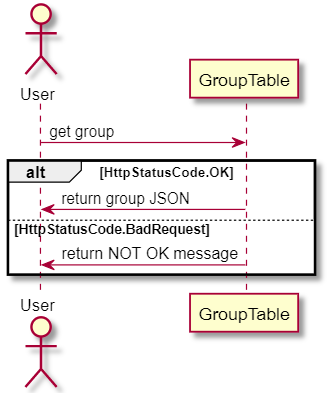 User
GroupTable
get group
alt [HttpStatusCode.OK]
return group JSON
[HttpStatusCode.BadRequest]
return NOT OK message
User
GroupTable